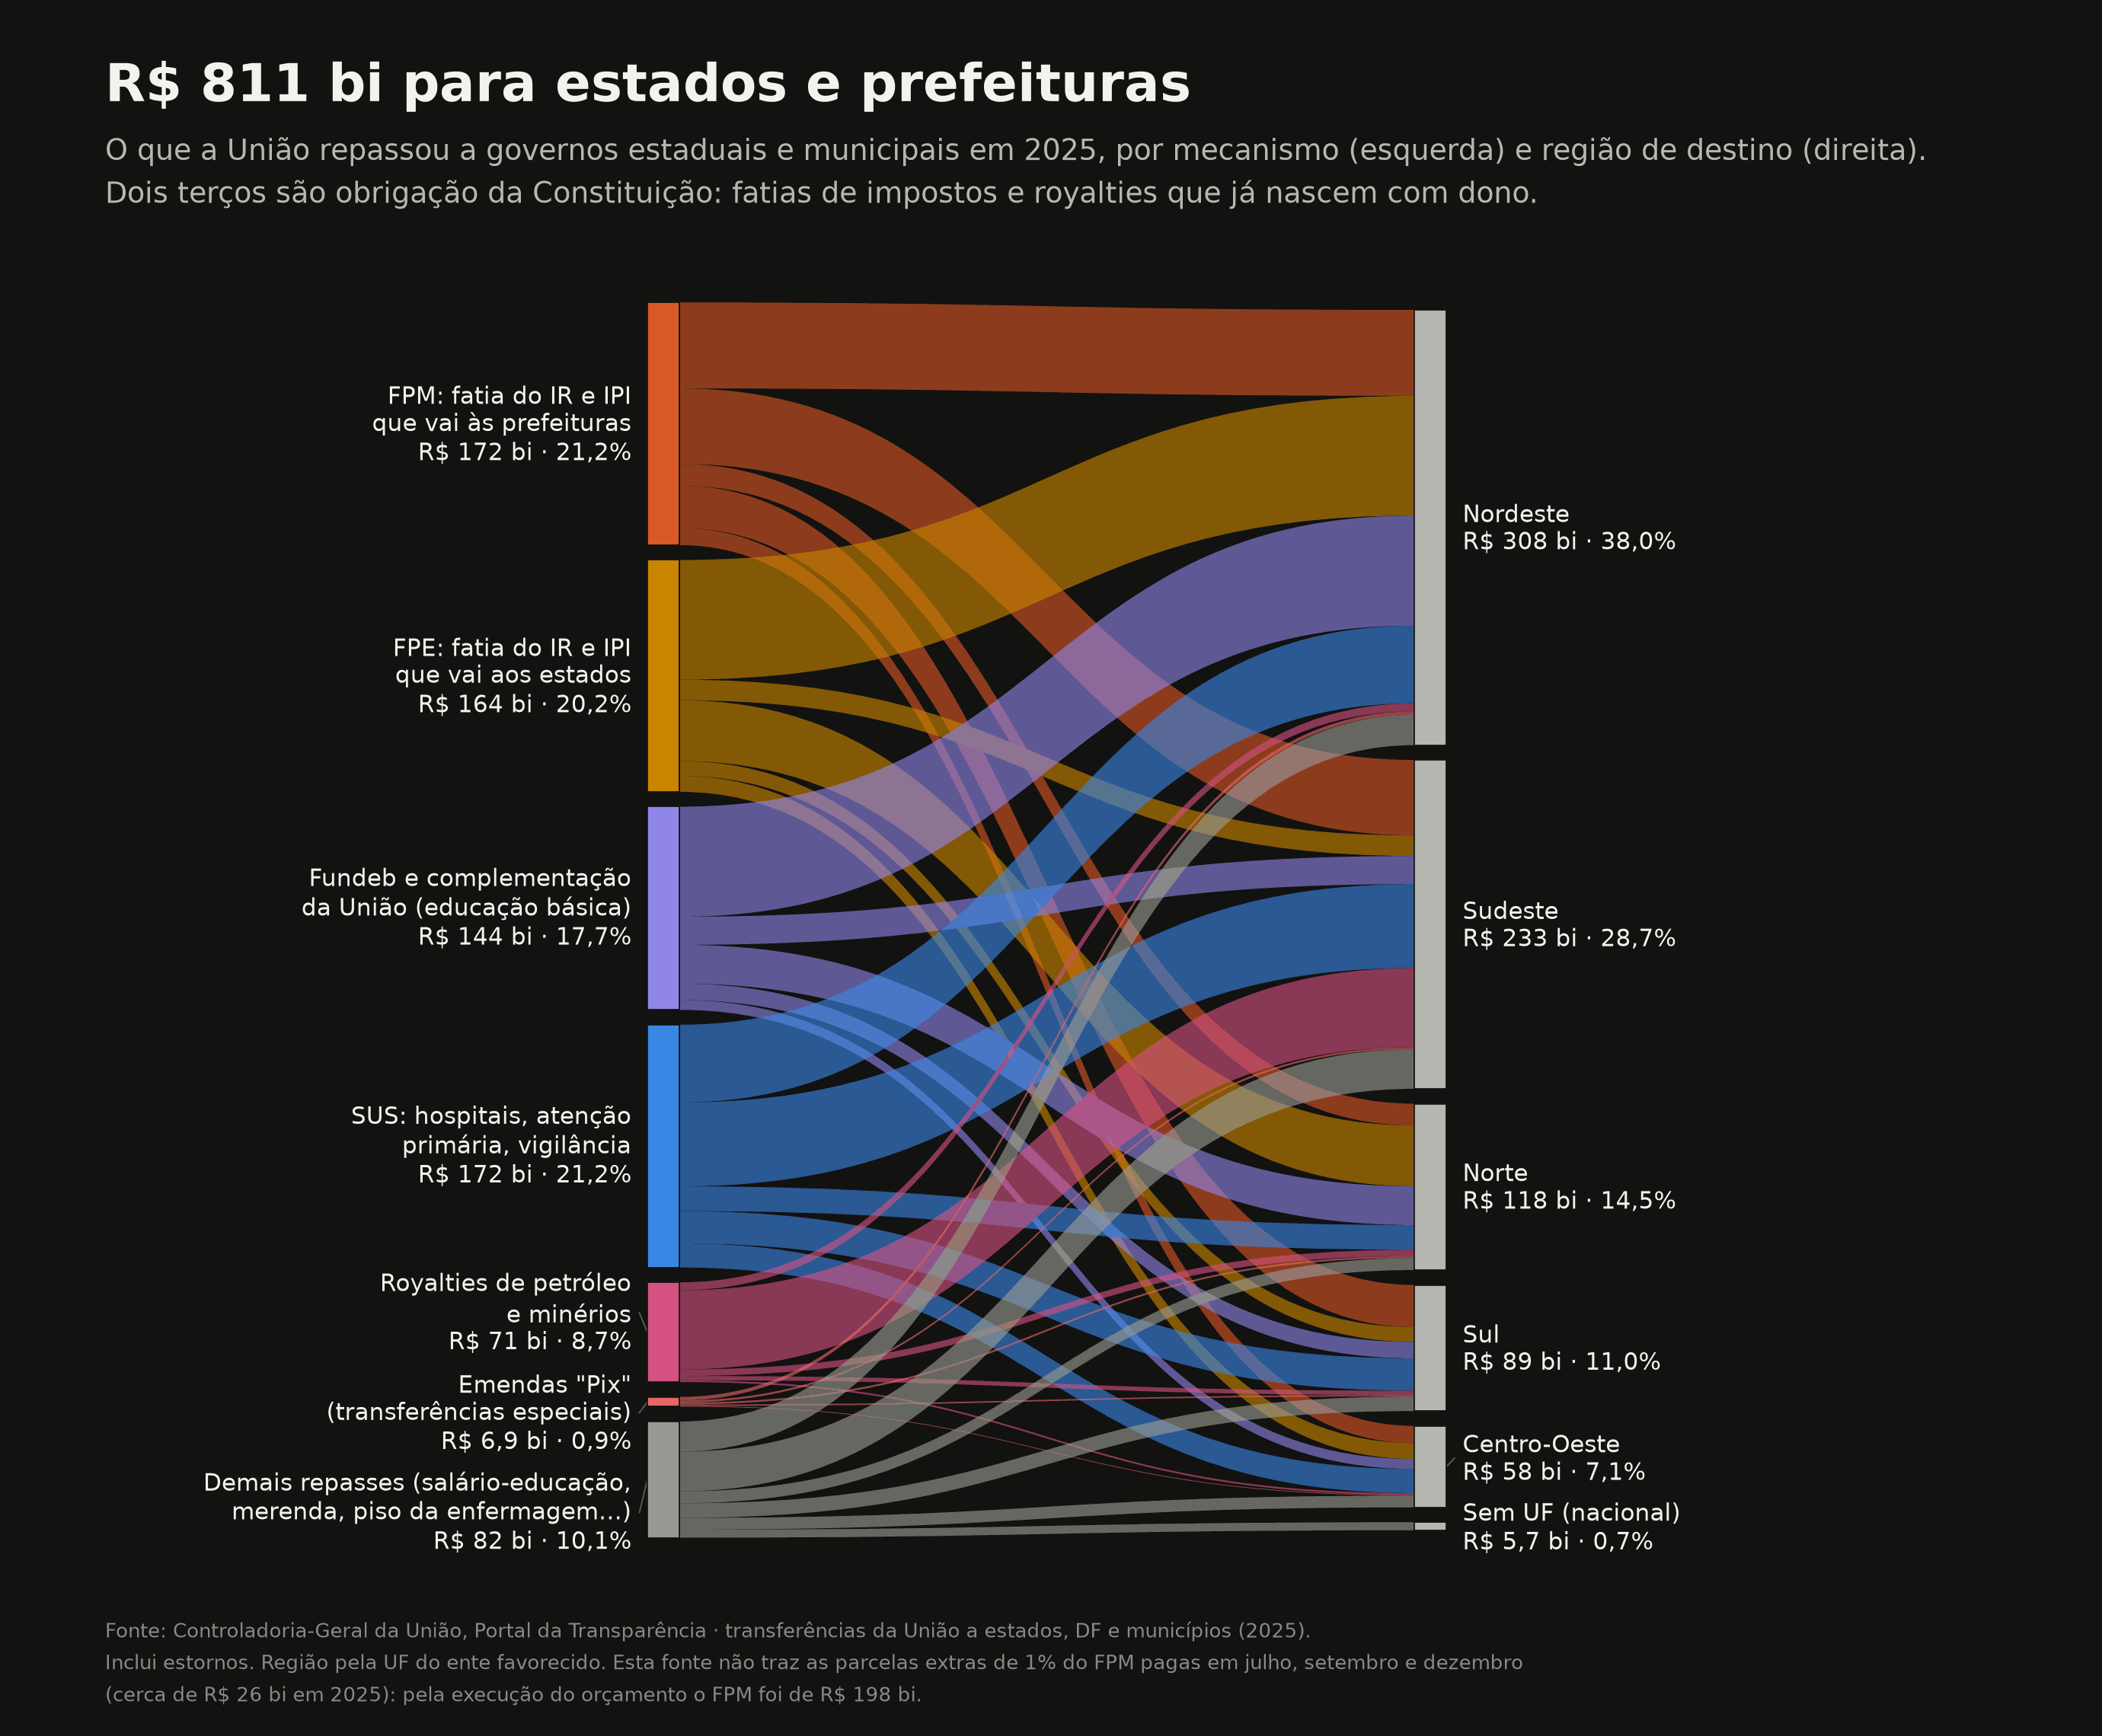 R$ 811 bi para estados e prefeituras
O que a União repassou a governos estaduais e municipais em 2025, por mecanismo (esquerda) e região de destino (direita).
Dois terços são obrigação da Constituição: fatias de impostos e royalties que já nascem com dono.
FPM: fatia do IR e IPI
que vai às prefeituras
R$ 172 bi · 21,2%
FPE: fatia do IR e IPI
que vai aos estados
R$ 164 bi · 20,2%
Fundeb e complementação
da União (educação básica)
R$ 144 bi · 17,7%
SUS: hospitais, atenção
primária, vigilância
R$ 172 bi · 21,2%
Royalties de petróleo
e minérios
R$ 71 bi · 8,7%
Emendas "Pix"
(transferências especiais)
R$ 6,9 bi · 0,9%
Demais repasses (salário-educação,
merenda, piso da enfermagem...)
R$ 82 bi · 10,1%
Nordeste
R$ 308 bi · 38,0%
Sudeste
R$ 233 bi · 28,7%
Norte
R$ 118 bi · 14,5%
Sul
R$ 89 bi · 11,0%
Centro-Oeste
R$ 58 bi · 7,1%
Sem UF (nacional)
R$ 5,7 bi · 0,7%
Fonte: Controladoria-Geral da União, Portal da Transparência · transferências da União a estados, DF e municípios (2025).
Inclui estornos. Região pela UF do ente favorecido. Esta fonte não traz as parcelas extras de 1% do FPM pagas em julho, setembro e dezembro
(cerca de R$ 26 bi em 2025): pela execução do orçamento o FPM foi de R$ 198 bi.